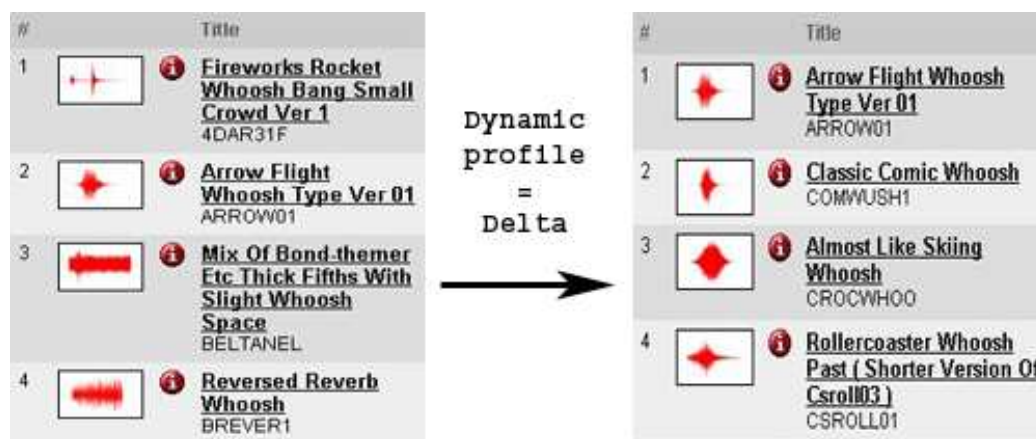 # Title
1 Fireworks Rocket
Whoosh Bang Small
Crowd Ver 1
4DAR31F
2 Arrow Flight
Whoosh Type Ver 01
ARROW01
3 Mix Of Bond-themer
Etc Thick Fifths With
Slight Whoosh
Space
BELTANEL
4 Reversed Reverb
Whoosh
BREVER1
Dynamic
profile
=
Delta
# Title
1 Arrow Flight Whoosh
Type Ver 01
ARROW01
2 Classic Comic Whoosh
COMWUSH1
3 Almost Like Skiing
Whoosh
CROCWHOO
4 Rollercoaster Whoosh
Past ( Shorter Version Of
Csroll03 )
CSROLL01